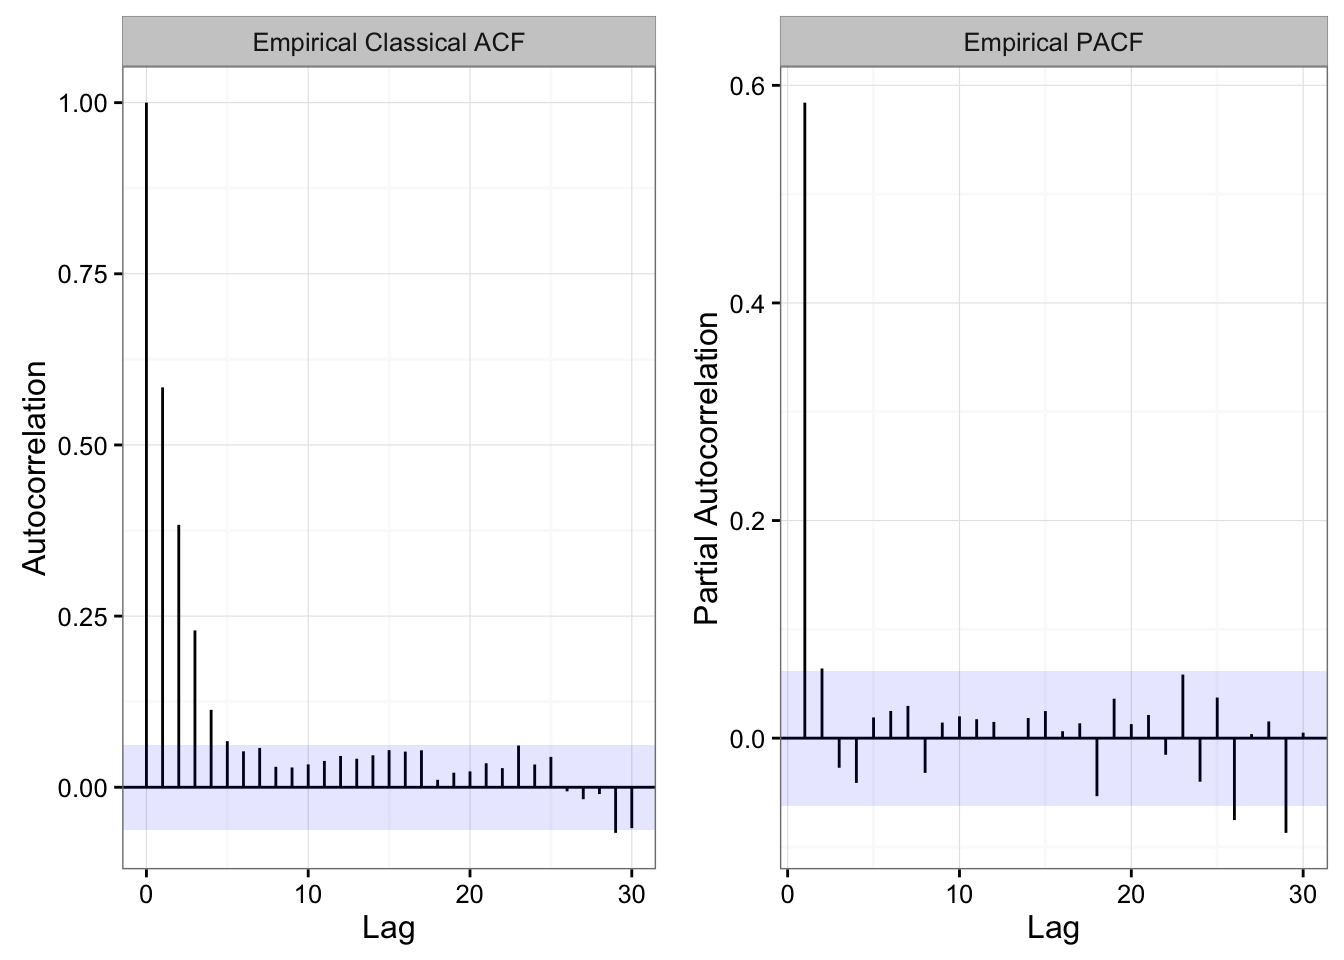 Empirical Classical ACF
Autocorrelation
1.00
0.75
0.50
0.25
0.00
0 10 20 30
Lag
Empirical PACF
Partial Autocorrelation
0.6
0.4
0.2
0.0
0 10 20 30
Lag